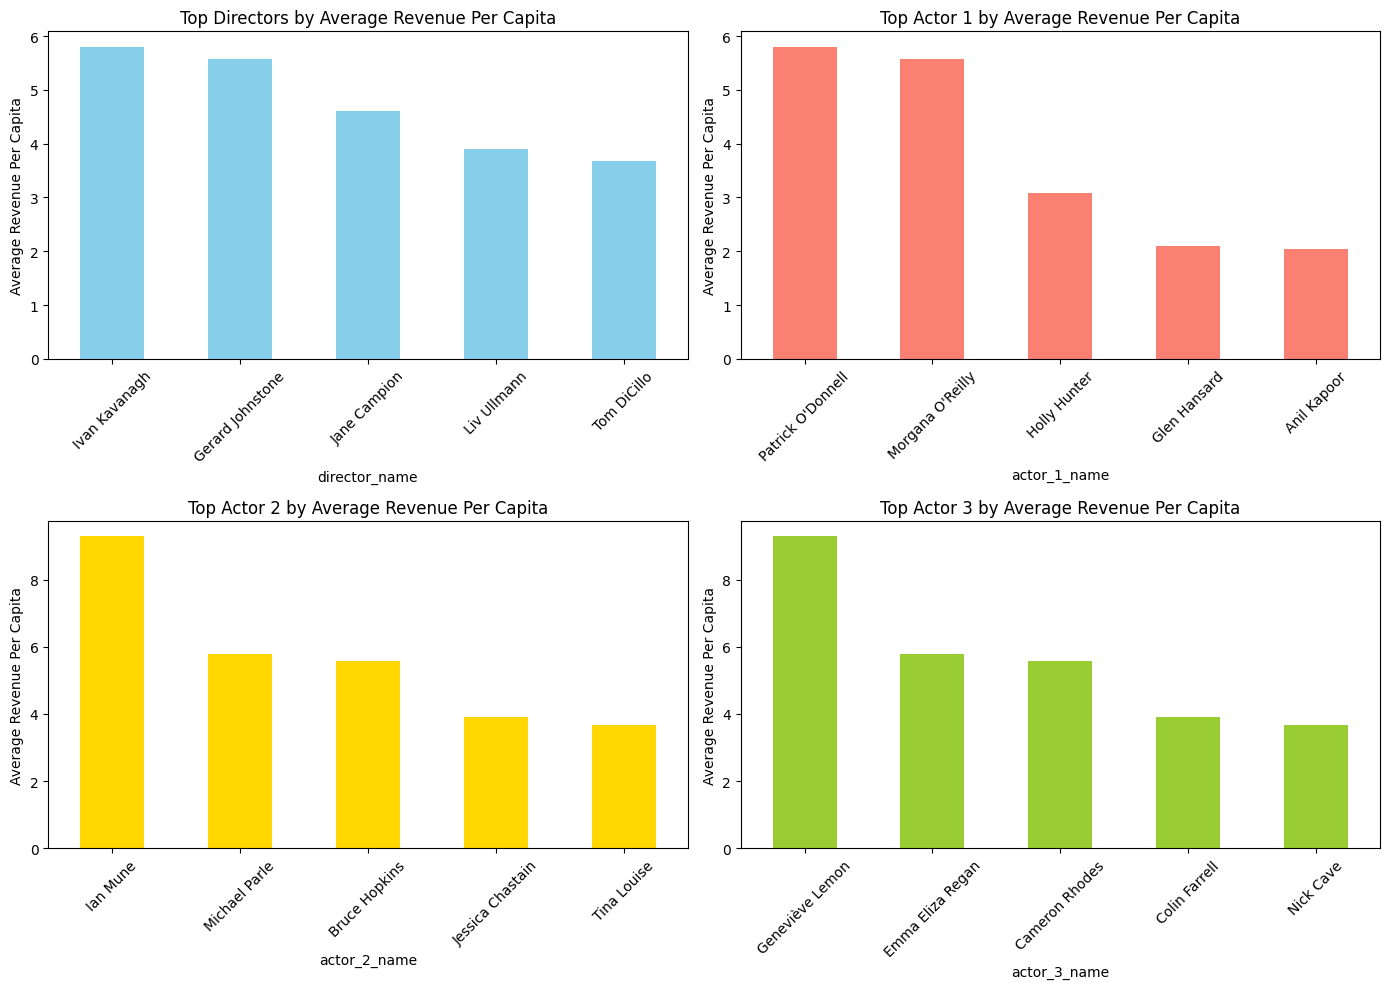 Top Directors by Average Revenue Per Capita
Average Revenue Per Capita
6
5
4
3
2
1
0
Ivan Kavanagh
Gerard Johnstone
Jane Campion
Liv Ullmann
Tom DiCillo
director_name
Top Actor 1 by Average Revenue Per Capita
Average Revenue Per Capita
6
5
4
3
2
1
0
Patrick O'Donnell
Morgana O'Reilly
Holly Hunter
Glen Hansard
Anil Kapoor
actor_1_name
Top Actor 2 by Average Revenue Per Capita
Average Revenue Per Capita
8
6
4
2
0
Ian Mune
Michael Parle
Bruce Hopkins
Jessica Chastain
Tina Louise
actor_2_name
Top Actor 3 by Average Revenue Per Capita
Average Revenue Per Capita
8
6
4
2
0
Geneviève Lemon
Emma Eliza Regan
Cameron Rhodes
Colin Farrell
Nick Cave
actor_3_name